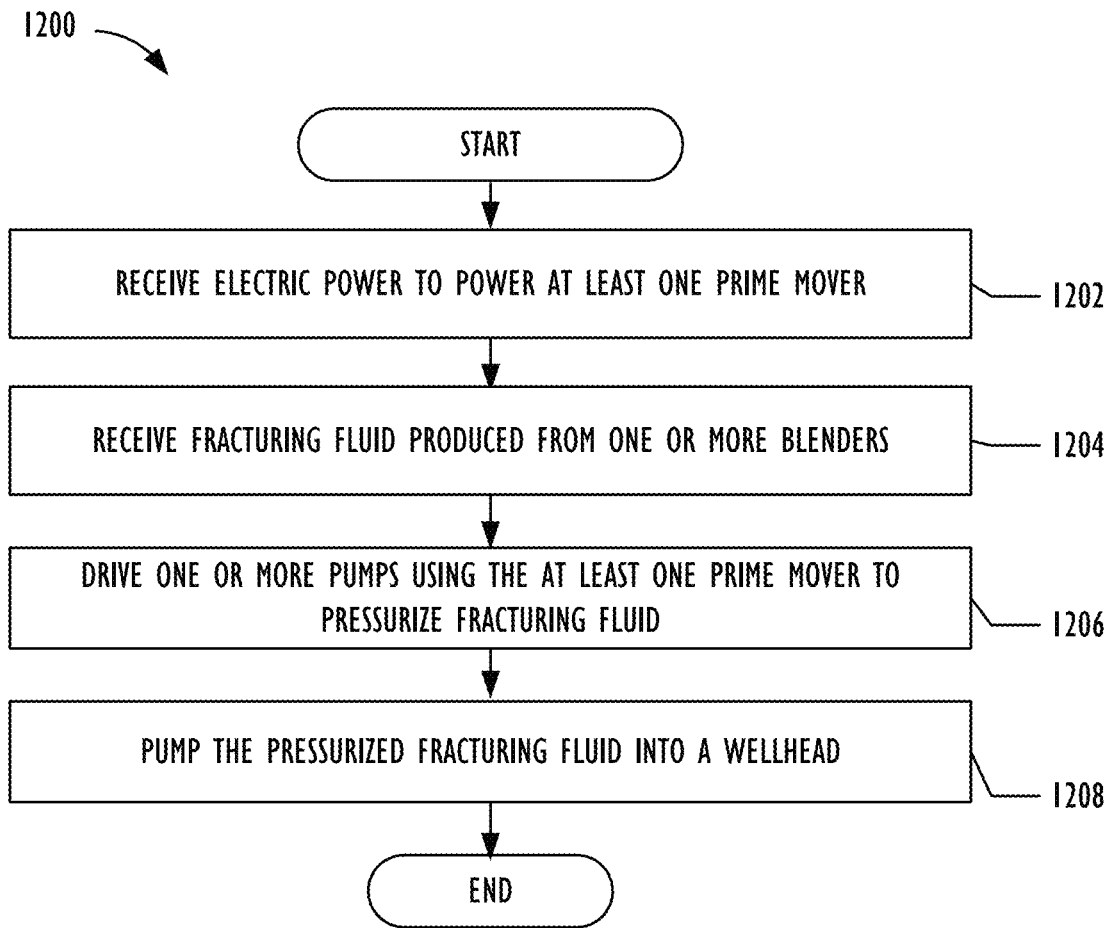 1200
START
RECEIVE ELECTRIC POWER TO POWER AT LEAST ONE PRIME MOVER
1202
RECEIVE FRACTURING FLUID PRODUCED FROM ONE OR MORE BLENDERS
1204
DRIVE ONE OR MORE PUMPS USING THE AT LEAST ONE PRIME MOVER TO
PRESSURIZE FRACTURING FLUID
1206
PUMP THE PRESSURIZED FRACTURING FLUID INTO A WELLHEAD
1208
END